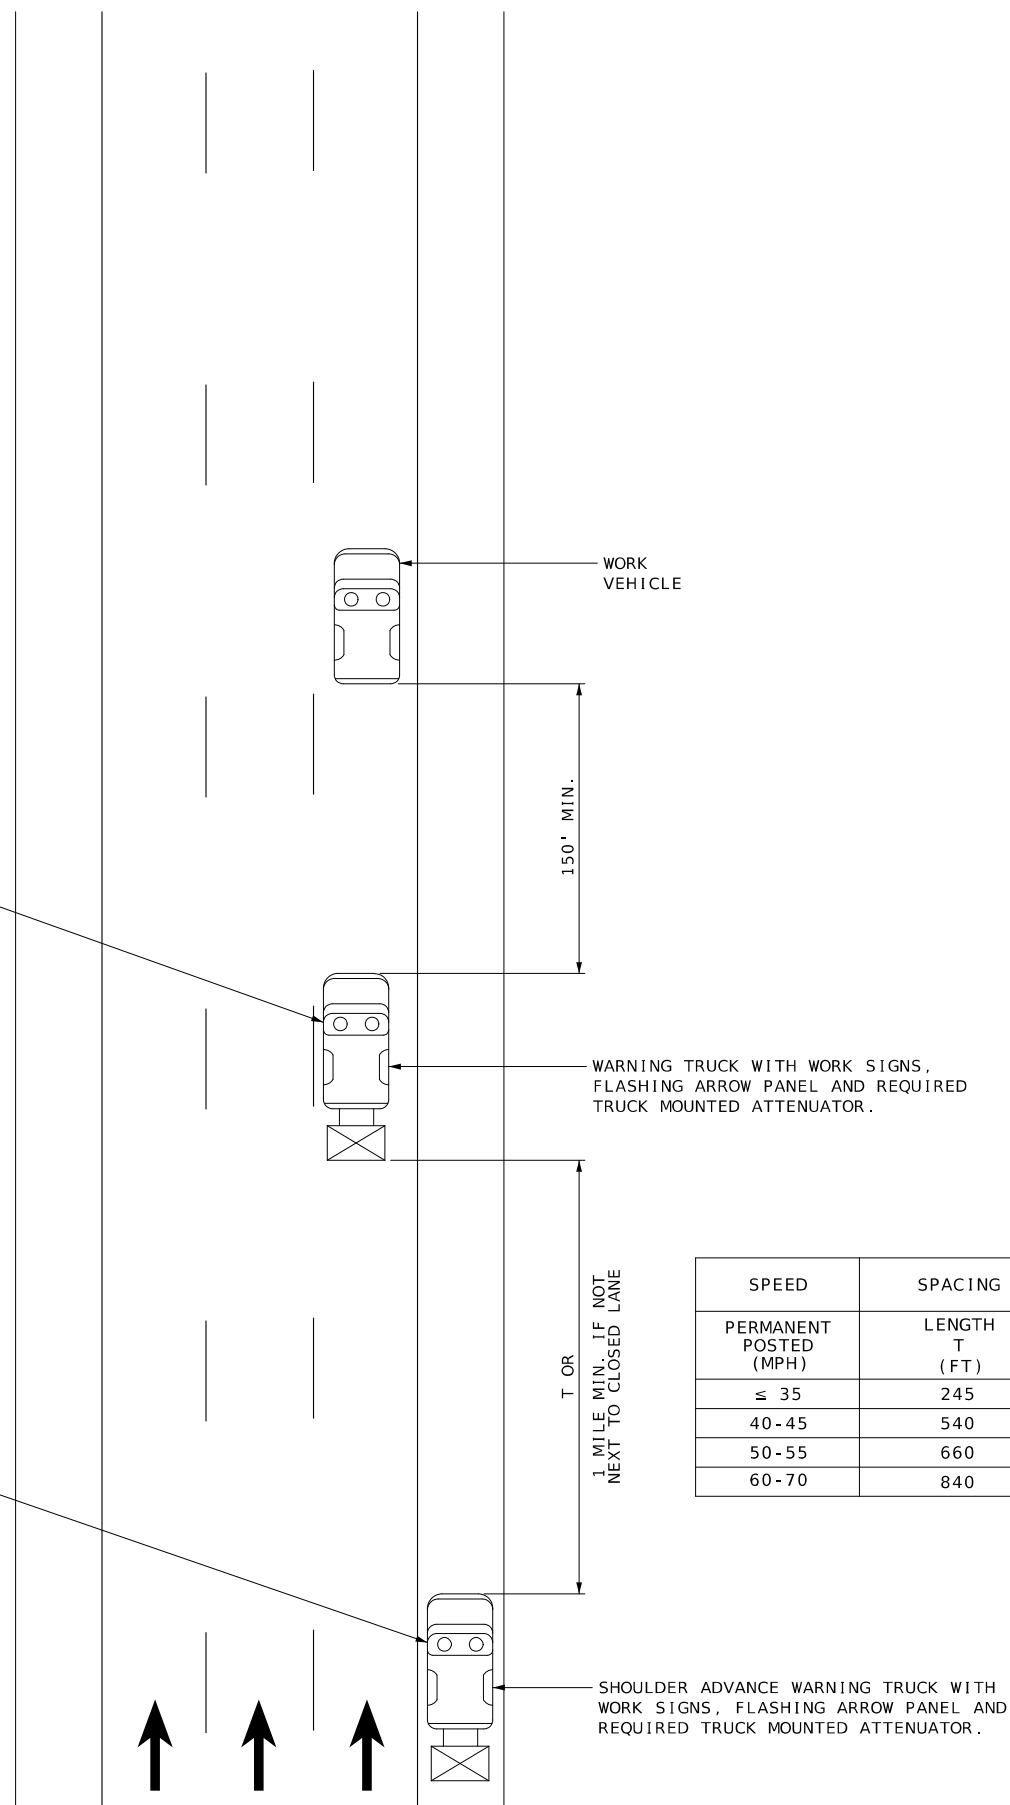 WORK
VEHICLE
150' MIN.
WARNING TRUCK WITH WORK SIGNS,
FLASHING ARROW PANEL AND REQUIRED
TRUCK MOUNTED ATTENUATOR.
T OR
1 MILE MIN. IF NOT
NEXT TO CLOSED LANE
SPEED SPACING
PERMANENT
POSTED
(MPH)
LENGTH
T
(FT)
≤ 35 245
40-45 540
50-55 660
60-70 840
SHOULDER ADVANCE WARNING TRUCK WITH
WORK SIGNS, FLASHING ARROW PANEL AND
REQUIRED TRUCK MOUNTED ATTENUATOR.